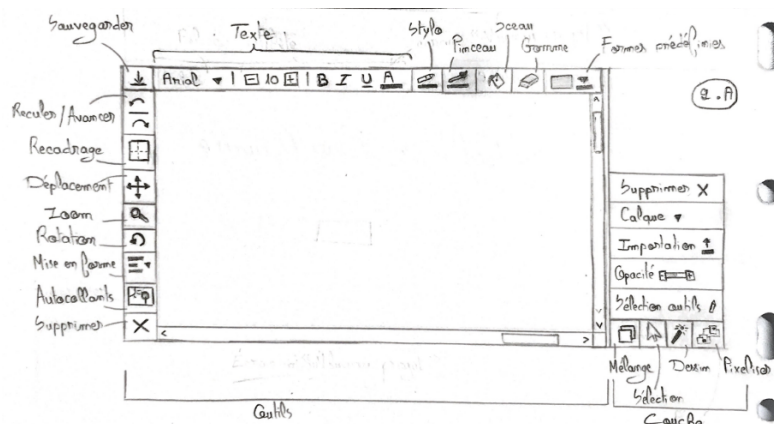 Sauvegarder
Texte
Stylo
Pinceau
Sceau
Gomme
Formes prédéfinies
Arial
10
B I U A
2.A
Reculer/Avancer
Recadrage
Déplacement
Zoom
Rotation
Mise en forme
Autocollants
Supprimer
Supprimer X
Calque
Importation
Opacité
Sélection outils
Mélange
Sélection
Dessin
Pixeliser
Outils
Couche